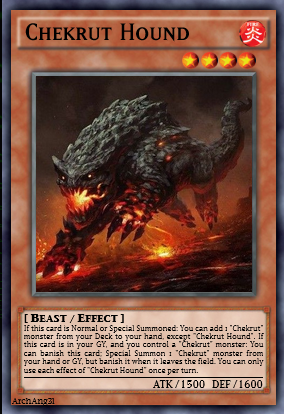 CHEKRUT HOUND
FIRE
炎
[ BEAST / EFFECT ]
If this card is Normal or Special Summoned: You can add 1 "Chekrut"
monster from your Deck to your hand, except "Chekrut Hound". If
this card is in your GY, and you control a "Chekrut" monster: You
can banish this card; Special Summon 1 "Chekrut" monster from
your hand or GY, but banish it when it leaves the field. You can only
use each effect of "Chekrut Hound" once per turn.
ATK/1500 DEF/1600
ArchAng31